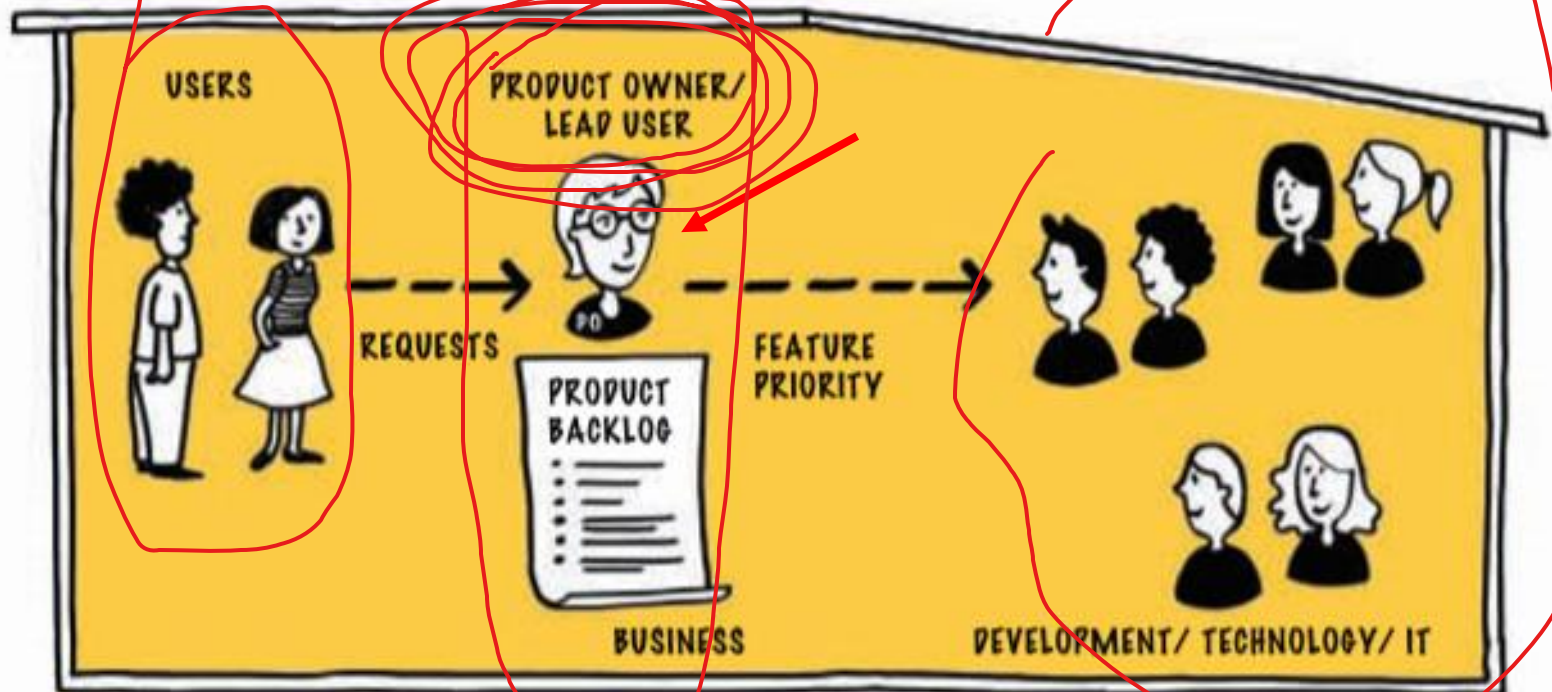 USERS
PRODUCT OWNER/
LEAD USER
REQUESTS
PO
FEATURE
PRIORITY
PRODUCT
BACKLOG
BUSINESS
DEVELOPMENT/ TECHNOLOGY/ IT